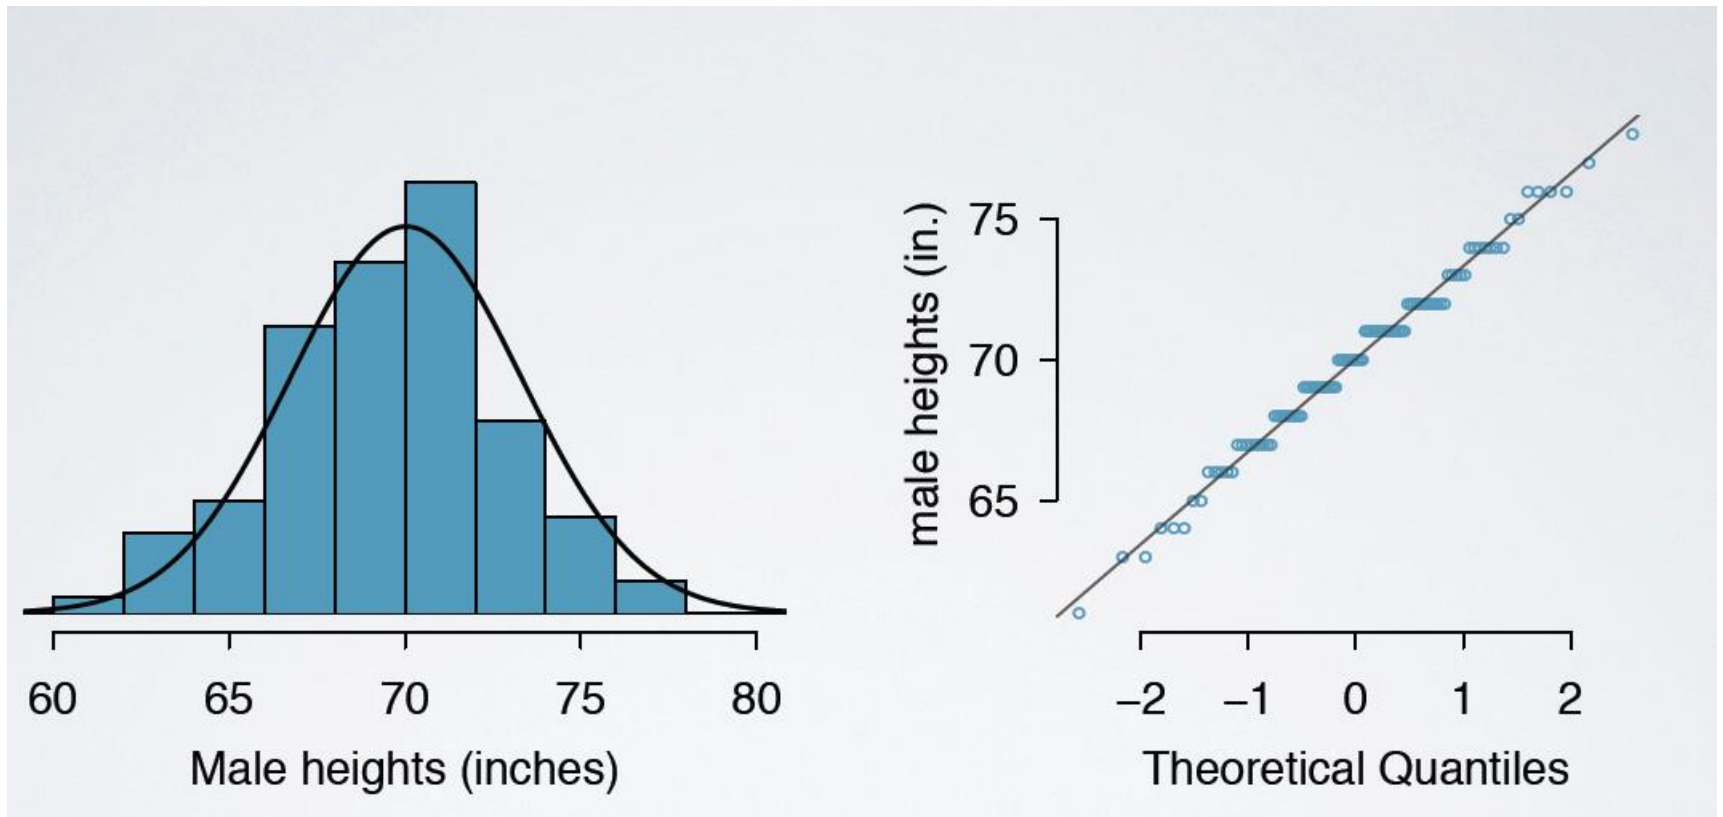 60 65 70 75 80
Male heights (inches)
male heights (in.)
75
70
65
−2 −1 0 1 2
Theoretical Quantiles